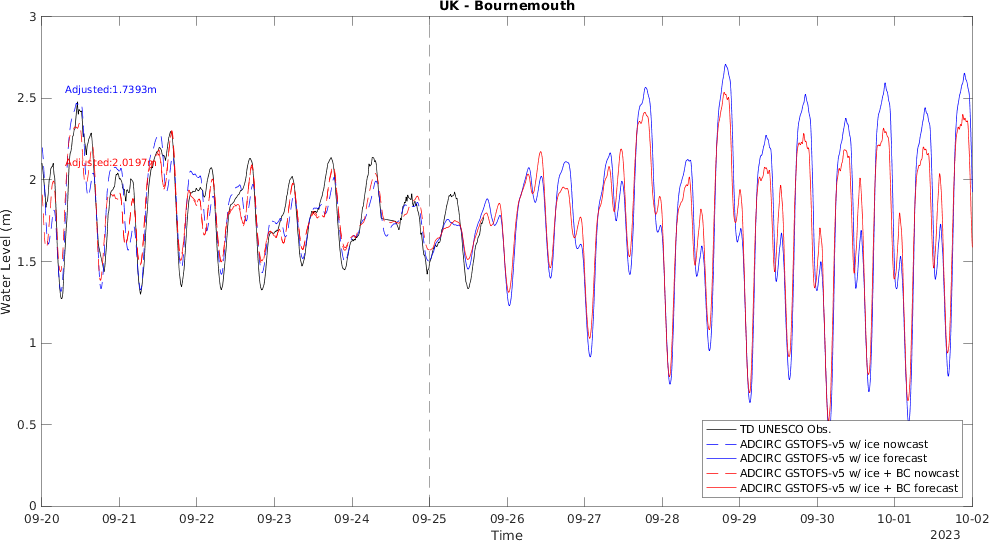 UK - Bournemouth
3
2.5
2
1.5
1
0.5
0
Water Level (m)
Adjusted:1.7393m
Adjusted:2.0197m
TD UNESCO Obs.
ADCIRC GSTOFS-v5 w/ ice nowcast
ADCIRC GSTOFS-v5 w/ ice forecast
ADCIRC GSTOFS-v5 w/ ice + BC nowcast
ADCIRC GSTOFS-v5 w/ ice + BC forecast
09-20 09-21 09-22 09-23 09-24 09-25 09-26 09-27 09-28 09-29 09-30 10-01 10-02
Time
2023